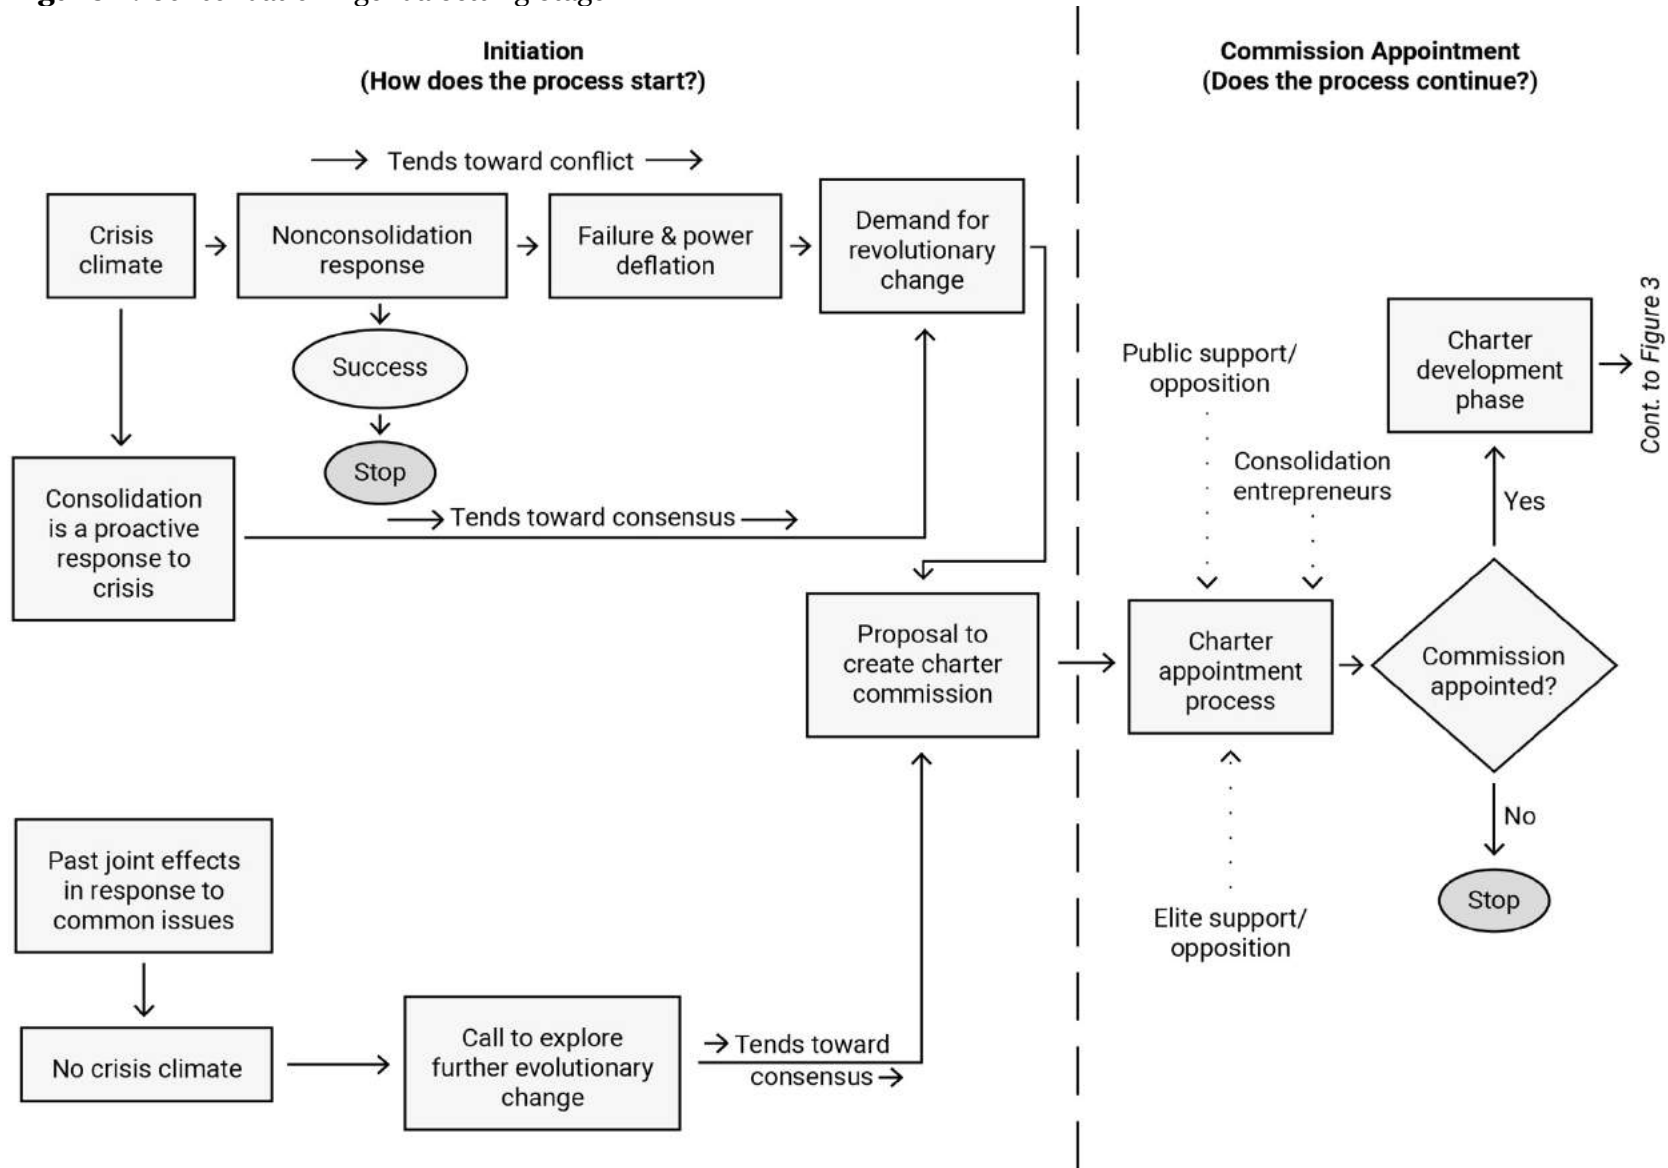 Initiation
(How does the process start?)
Commission Appointment
(Does the process continue?)
Tends toward conflict
Crisis
climate
Nonconsolidation
response
Failure & power
deflation
Demand for
revolutionary
change
Success
Stop
Consolidation
is a proactive
response to
crisis
Tends toward consensus
Proposal to
create charter
commission
Past joint effects
in response to
common issues
No crisis climate
Call to explore
further evolutionary
change
Tends toward
consensus
Public support/
opposition
Consolidation
entrepreneurs
Charter
appointment
process
Elite support/
opposition
Commission
appointed?
Yes
Charter
development
phase
Cont. to Figure 3
No
Stop